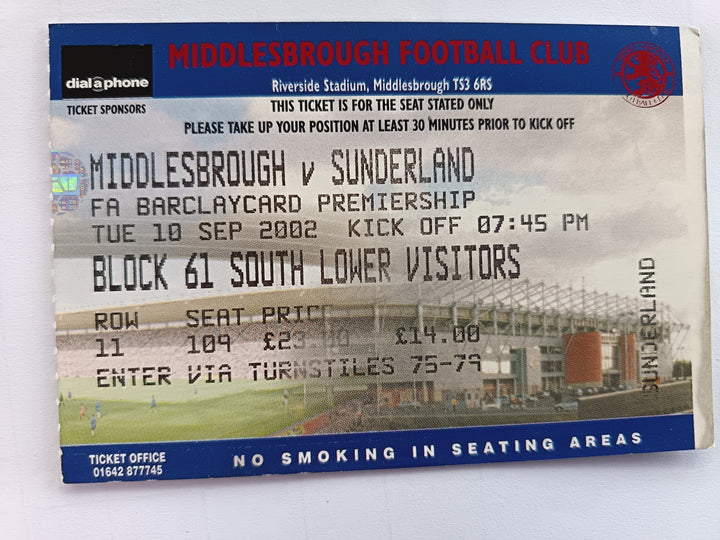 MIDDLESBROUGH FOOTBALL CLUB
dial a phone
Riverside Stadium, Middlesbrough TS3 6RS
TICKET SPONSORS
THIS TICKET IS FOR THE SEAT STATED ONLY
PLEASE TAKE UP YOUR POSITION AT LEAST 30 MINUTES PRIOR TO KICK OFF
MIDDLESBROUGH V SUNDERLAND
FA BARCLAYCARD PREMIERSHIP
TUE 10 SEP 2002 KICK OFF 07:45 PM
BLOCK 61 SOUTH LOWER VISITORS
ROW SEAT PRICE
11 109 £23.00 £14.00
ENTER VIA TURNSTILES 75-79
SUNDERLAND
TICKET OFFICE
01642 877745
NO SMOKING IN SEATING AREAS